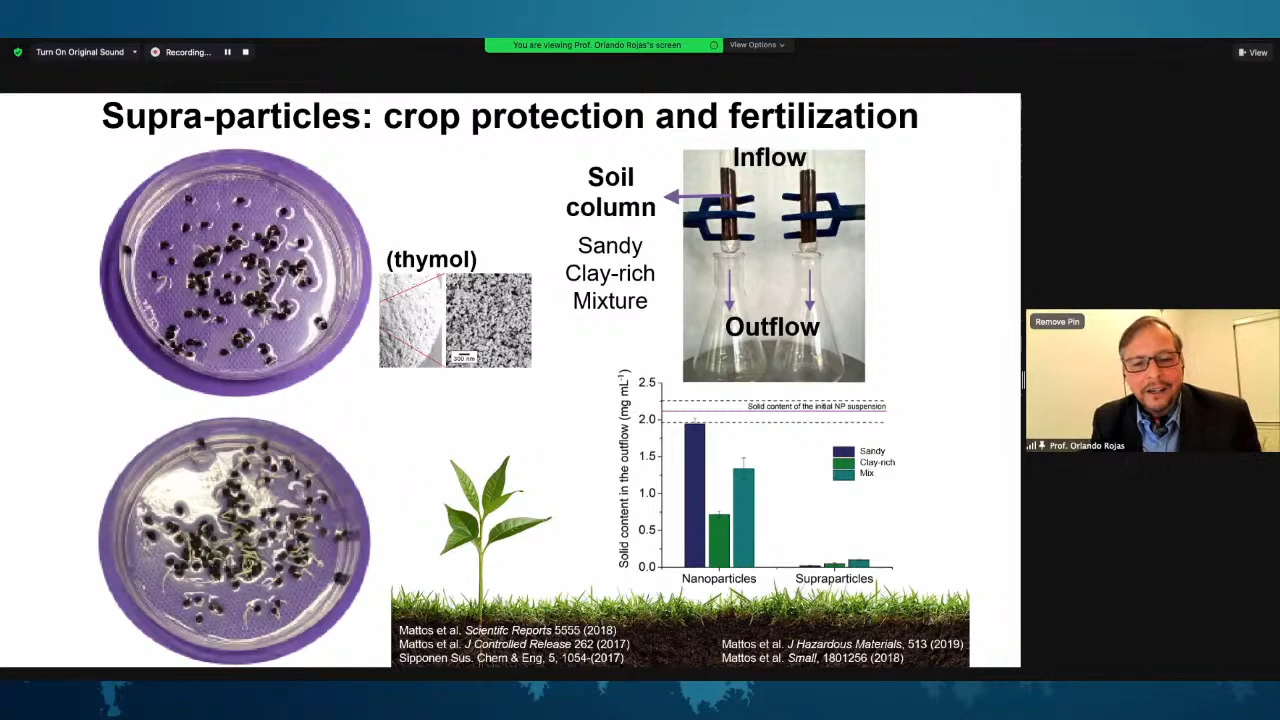 Turn On Original Sound
Recording...
You are viewing Prof. Orlando Rojas's screen
View Options
View
Supra-particles: crop protection and fertilization
(thymol)
300 nm
Soil
column
Sandy
Clay-rich
Mixture
Inflow
Outflow
Solid content in the outflow (mg mL-1)
2.5
2.0
1.5
1.0
0.5
0.0
Solid content of the initial NP suspension
Sandy
Clay-rich
Mix
Nanoparticles
Supraparticles
Mattos et al. Scientifc Reports 5555 (2018)
Mattos et al. J Controlled Release 262 (2017)
Sipponen Sus. Chem & Eng. 5, 1054-(2017)
Mattos et al. J Hazardous Materials, 513 (2019)
Mattos et al. Small, 1801256 (2018)
Remove Pin
Prof. Orlando Rojas